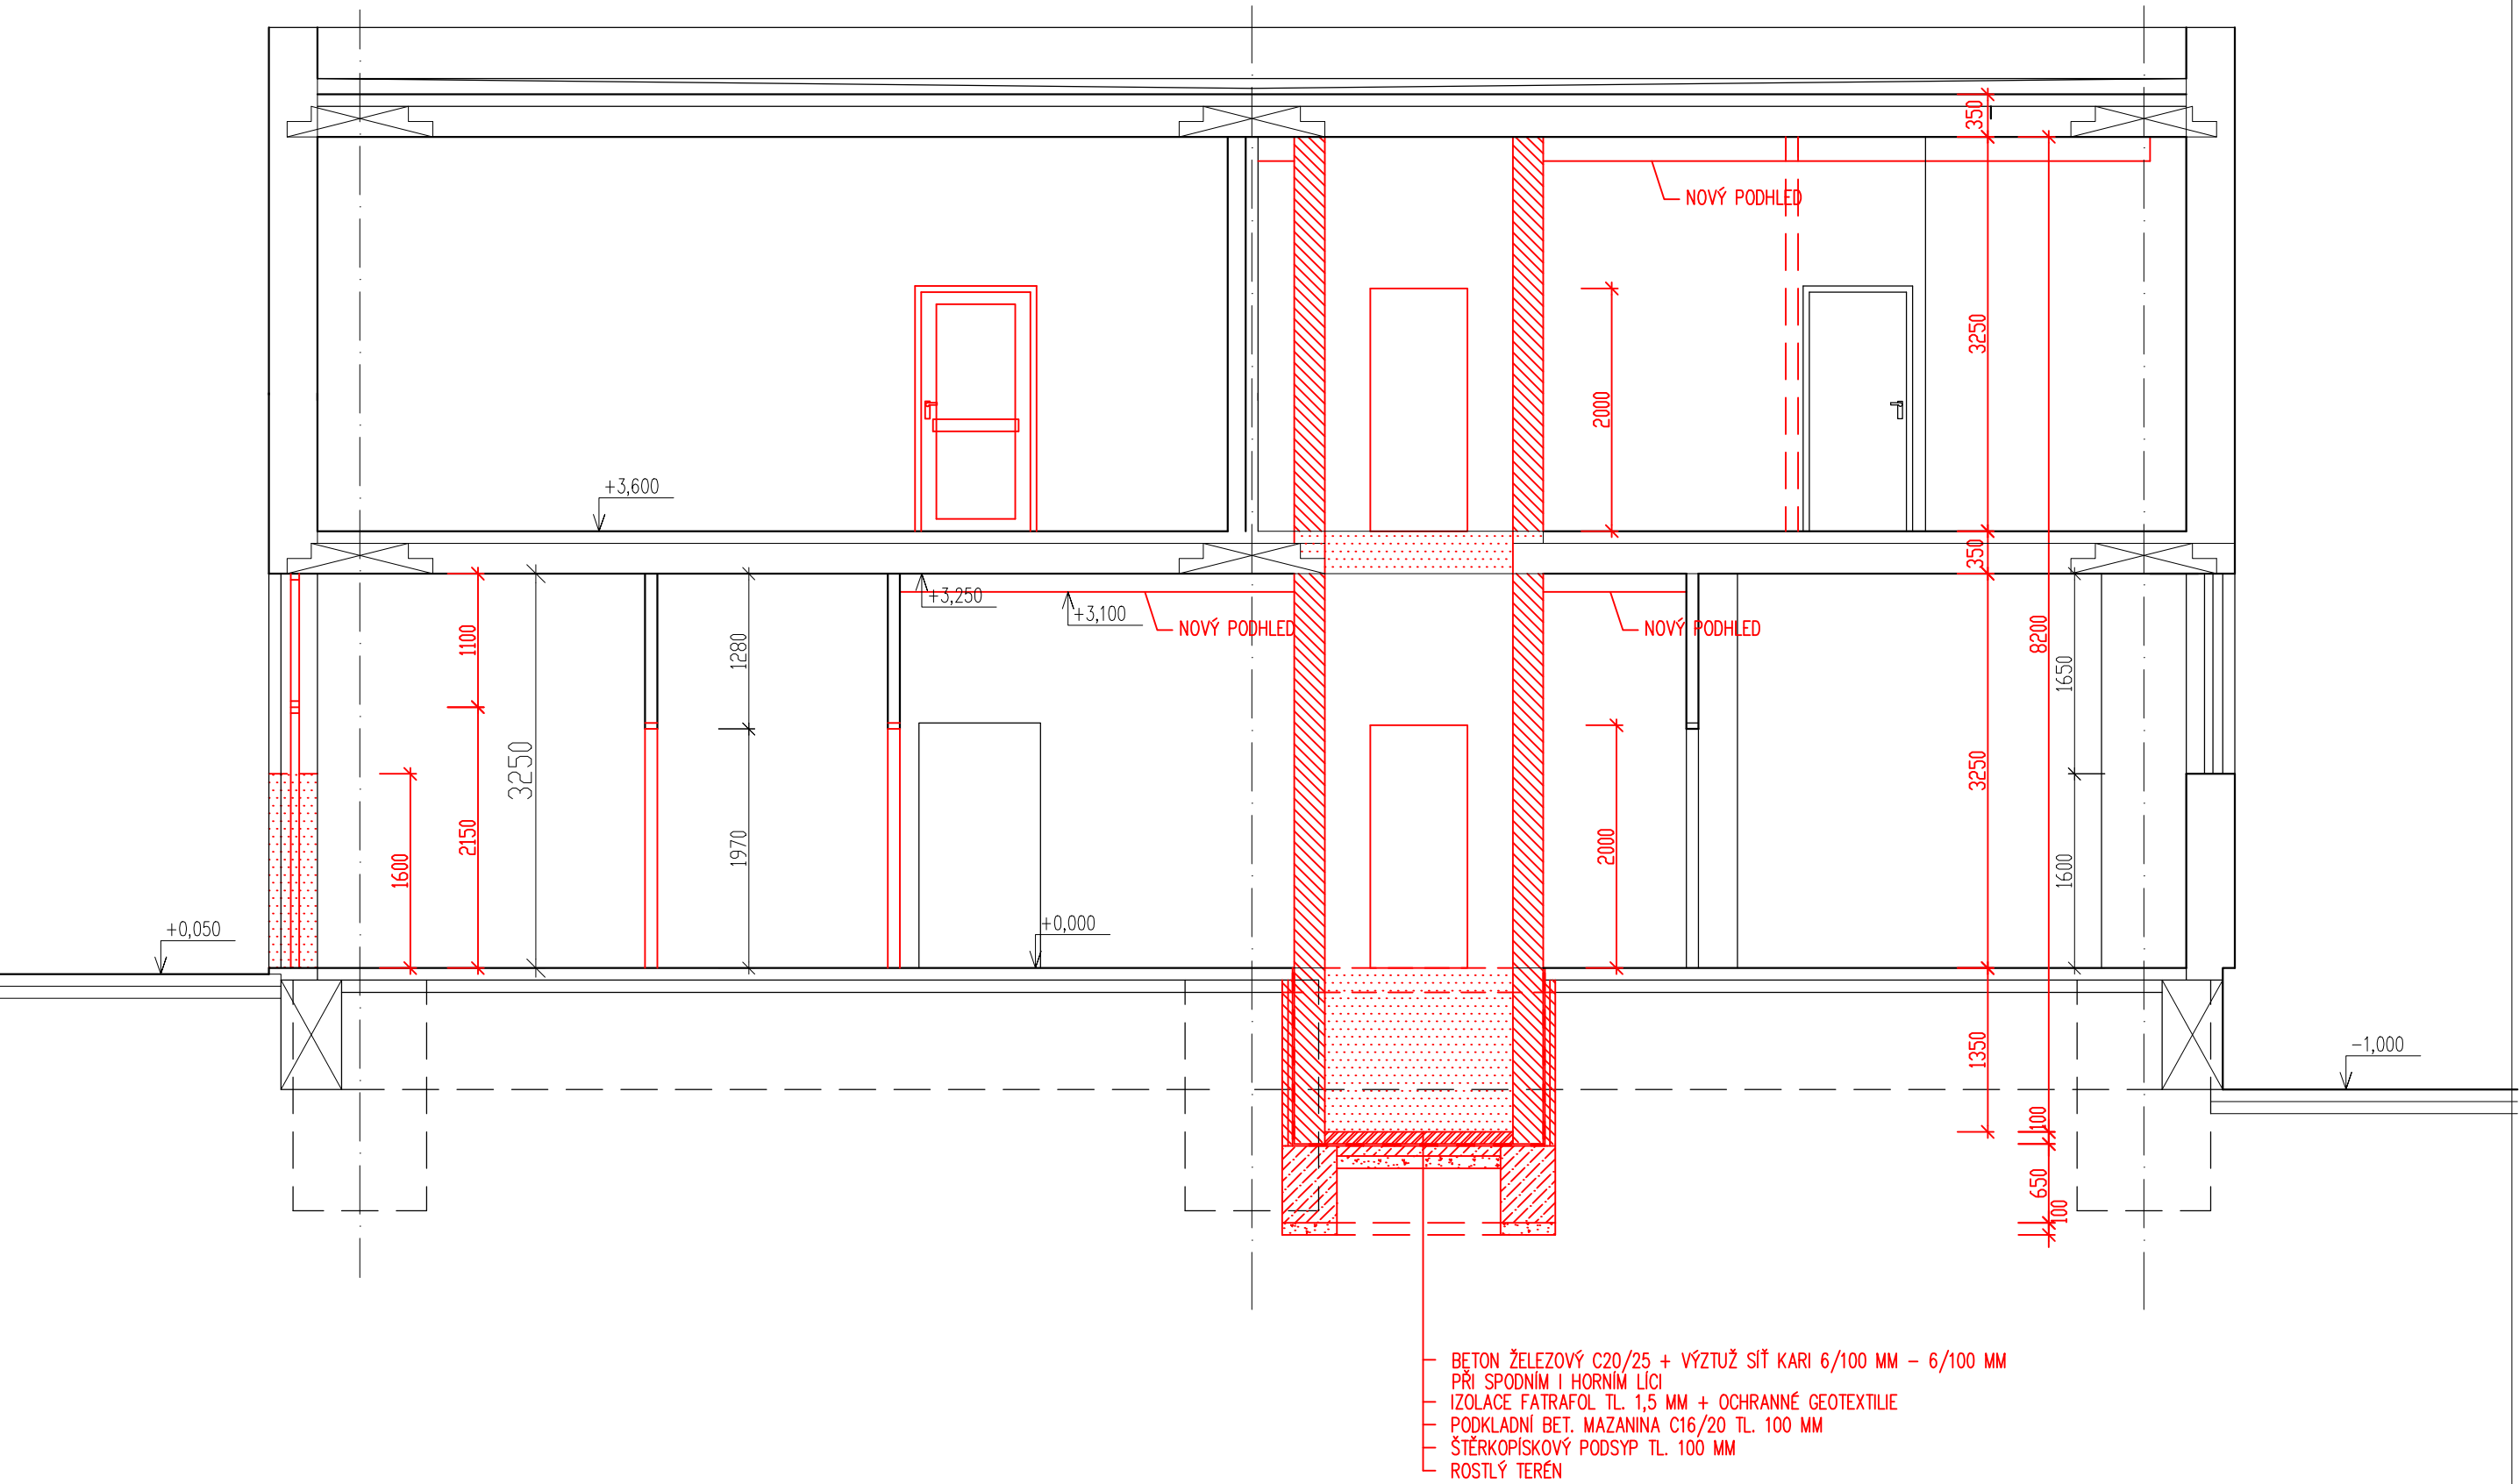 350
NOVÝ PODHLED
3250
2000
+3,600
350
+3,250
+3,100
NOVÝ PODHLED
NOVÝ PODHLED
1100
1280
8200
1650
3250
3250
2150
1970
2000
1600
1600
+0,050
+0,000
1350
-1,000
100
650
100
BETON ŽELEZOVÝ C20/25 + VÝZTUŽ SÍŤ KARI 6/100 MM - 6/100 MM
PŘI SPODNÍM I HORNÍM LÍCI
IZOLACE FATRAFOL TL. 1,5 MM + OCHRANNÉ GEOTEXTILIE
PODKLADNÍ BET. MAZANINA C16/20 TL. 100 MM
ŠTĚRKOPÍSKOVÝ PODSYP TL. 100 MM
ROSTLÝ TERÉN